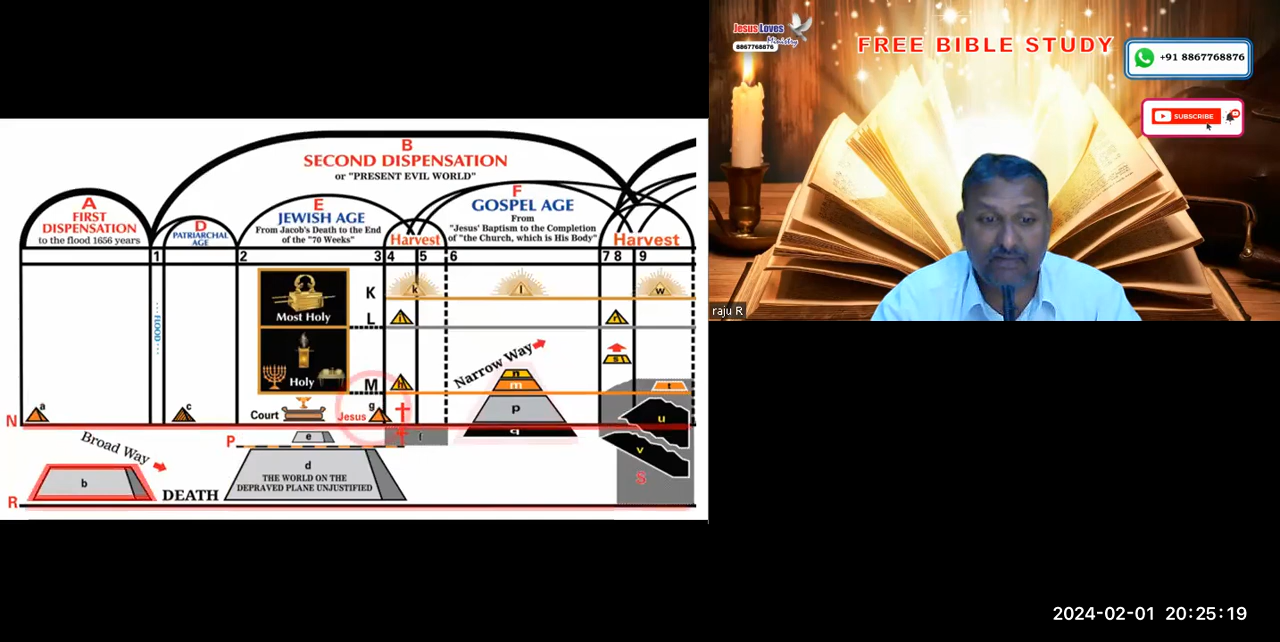 B
SECOND DISPENSATION
or "PRESENT EVIL WORLD"
A
FIRST
DISPENSATION
to the flood 1656 years
D
PATRIARCHAL
AGE
E
JEWISH AGE
From Jacob's Death to the End
of the "70 Weeks"
Harvest
F
GOSPEL AGE
From
"Jesus' Baptism to the Completion
of "the Church, which is His Body"
Harvest
1
2
3
4
5
6
7 8
9
FLOOD
K
L
M
Most Holy
Holy
k
l
w
Narrow Way
n
m
p
q
t
u
v
S
N
a
c
Court
Jesus
g
Broad Way
P
e
R
b
DEATH
d
THE WORLD ON THE
DEPRAVED PLANE UNJUSTIFIED
Jesus Loves
Ministry
8867768876
FREE BIBLE STUDY
+91 8867768876
SUBSCRIBE
raju R
2024-02-01 20:25:19